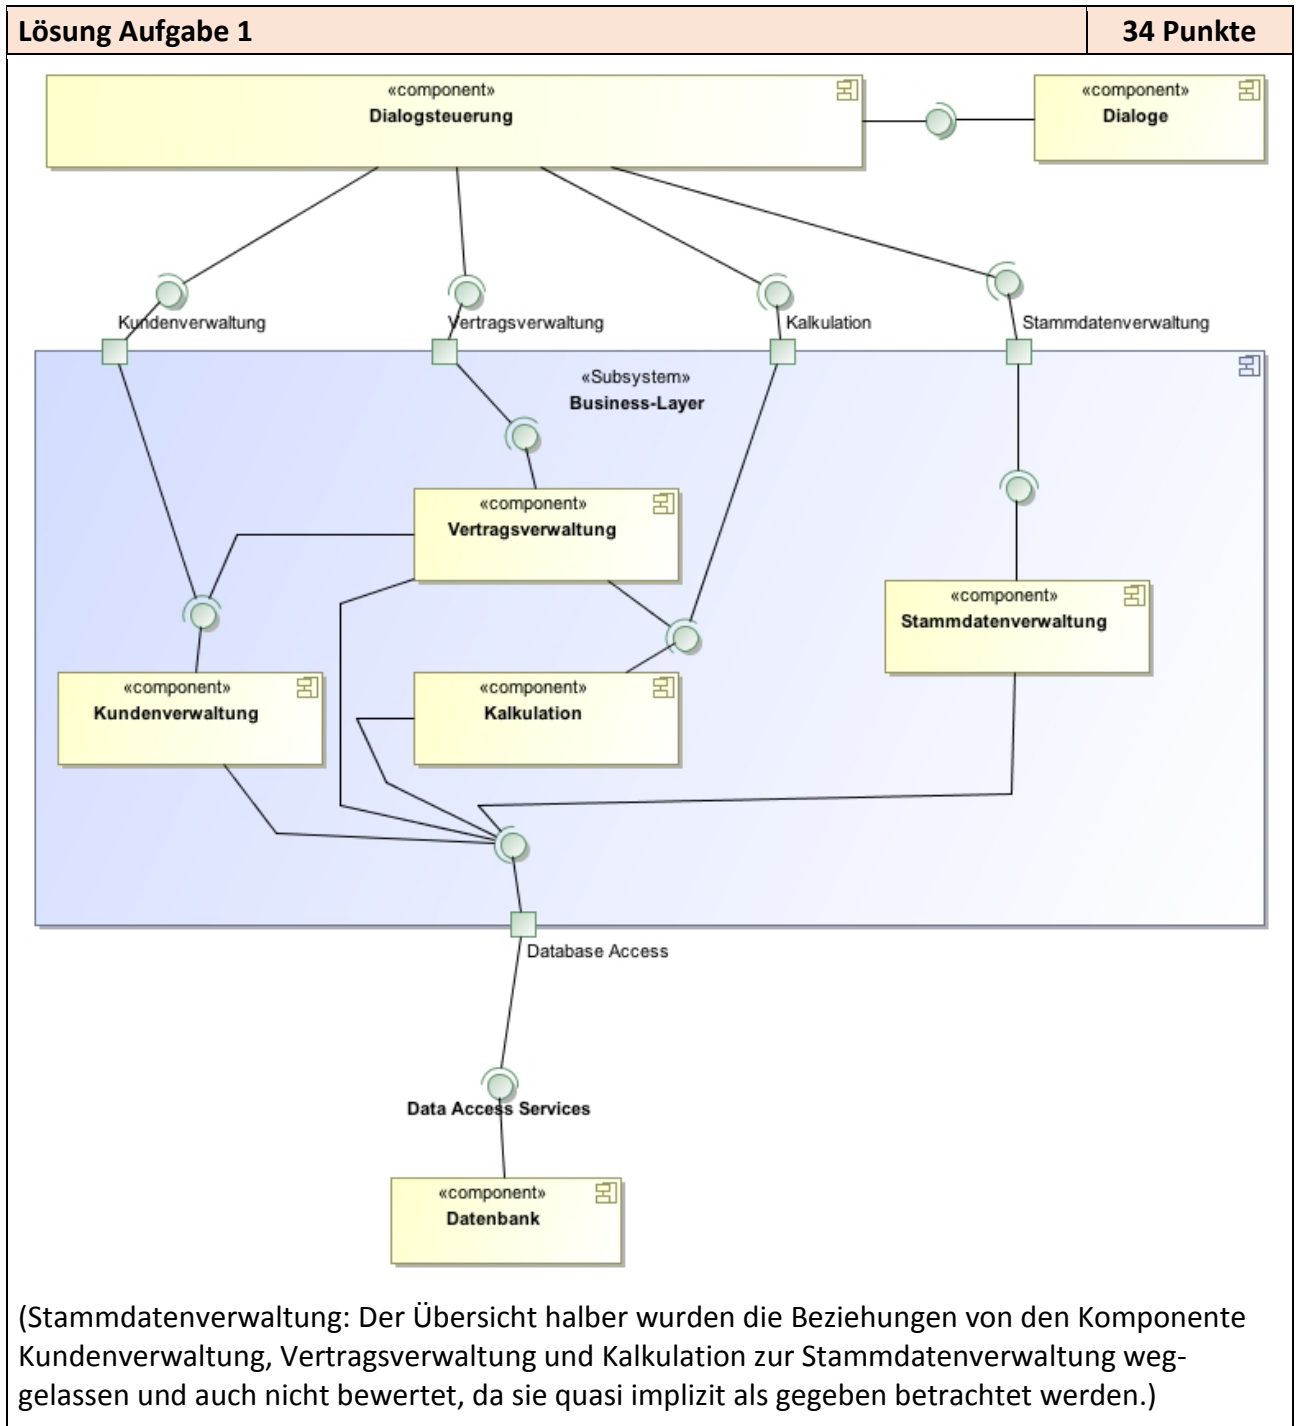 Lösung Aufgabe 1
34 Punkte
«component»
Dialogsteuerung
«component»
Dialoge
Kundenverwaltung
Vertragsverwaltung
Kalkulation
Stammdatenverwaltung
«Subsystem»
Business-Layer
«component»
Vertragsverwaltung
«component»
Stammdatenverwaltung
«component»
Kundenverwaltung
«component»
Kalkulation
Database Access
Data Access Services
«component»
Datenbank
(Stammdatenverwaltung: Der Übersicht halber wurden die Beziehungen von den Komponente
Kundenverwaltung, Vertragsverwaltung und Kalkulation zur Stammdatenverwaltung weg-
gelassen und auch nicht bewertet, da sie quasi implizit als gegeben betrachtet werden.)